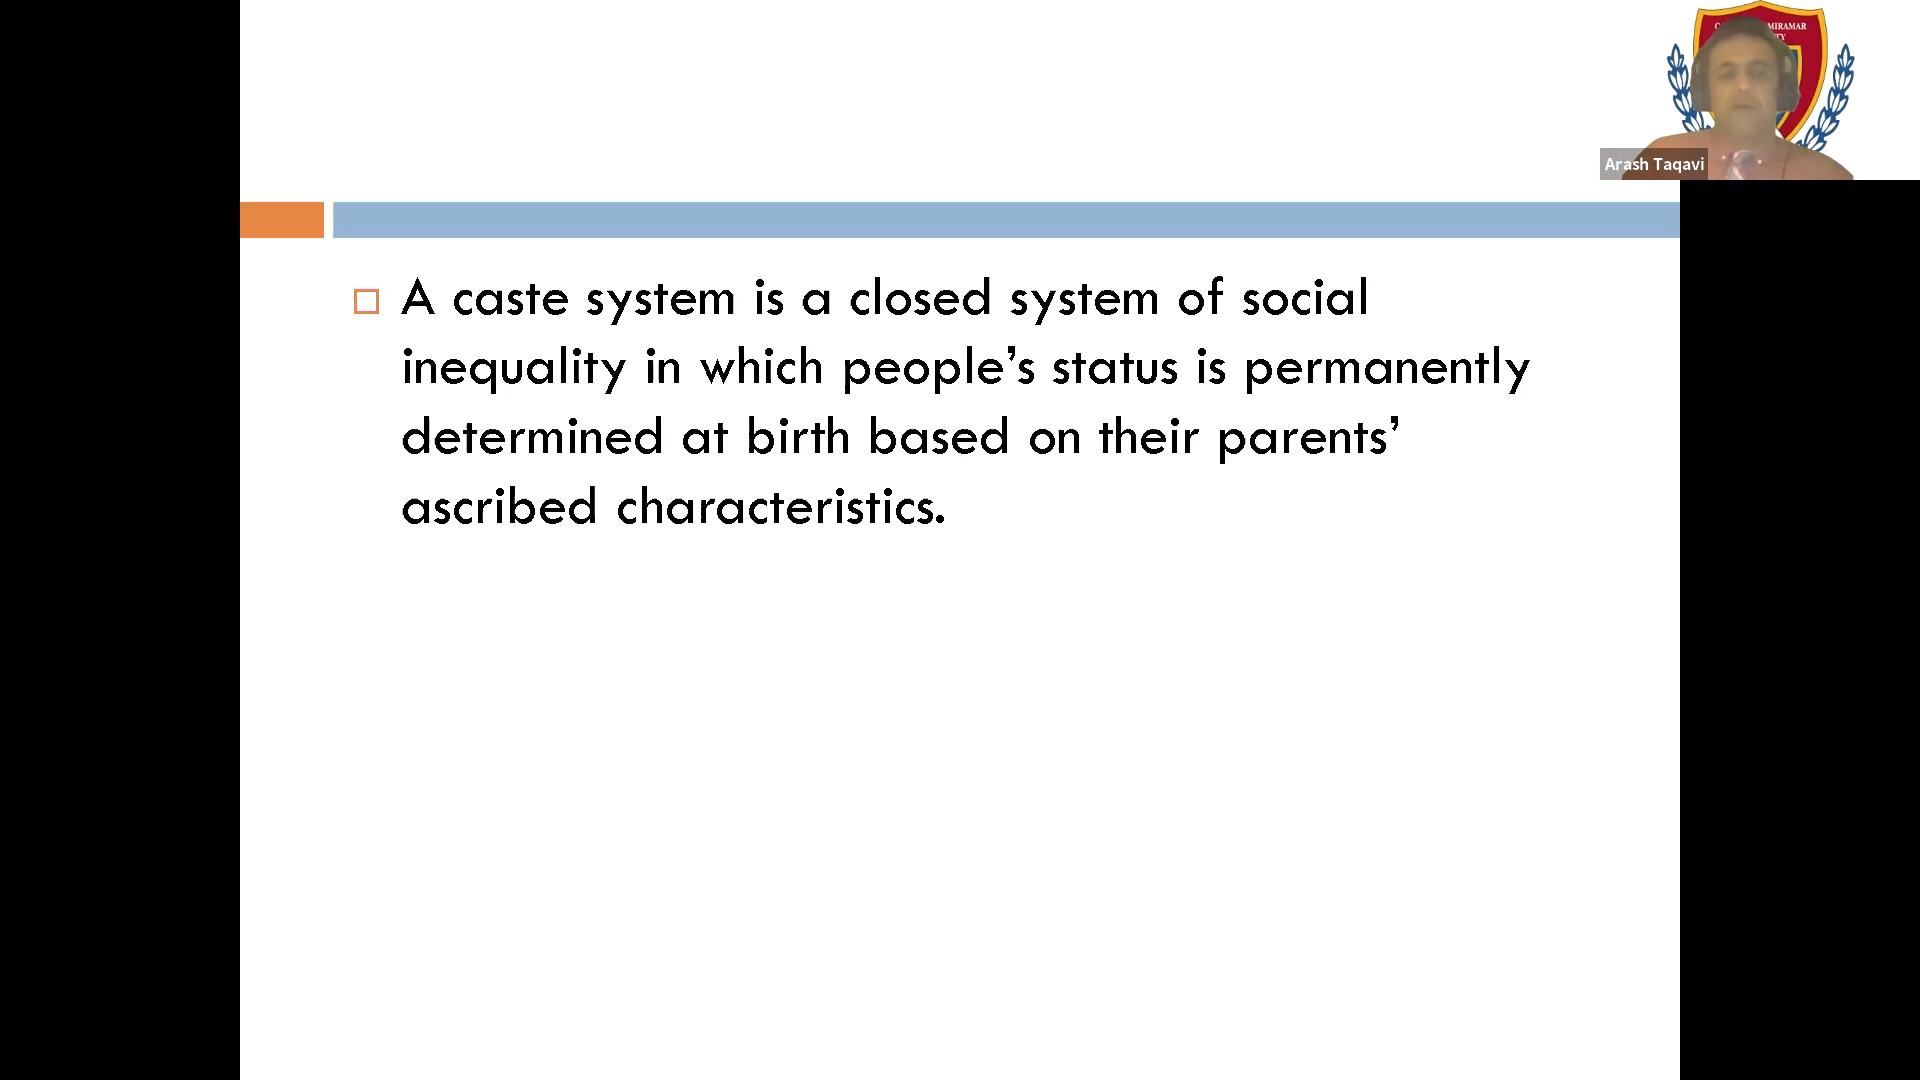 MIRAMAR
Arash Taqavi
A caste system is a closed system of social
inequality in which people’s status is permanently
determined at birth based on their parents’
ascribed characteristics.